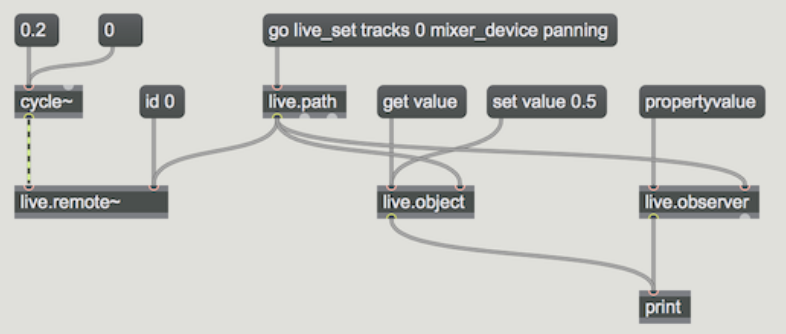 0.2
0
go live_set tracks 0 mixer_device panning
cycle~
id 0
live.path
get value
set value 0.5
propertyvalue
live.remote~
live.object
live.observer
print